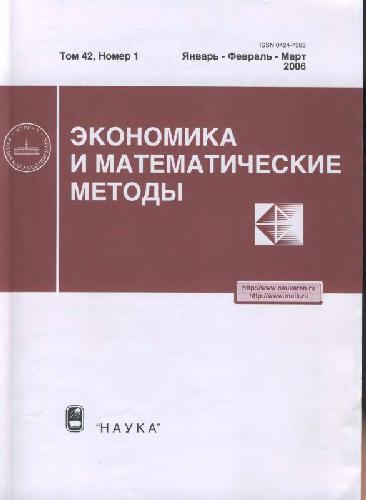 ISSN 0424-7388
Том 42, Номер 1
Январь - Февраль - Март
2006
ЭКОНОМИКА
И МАТЕМАТИЧЕСКИЕ
МЕТОДЫ
http://www.naukaran.ru
http://www.maik.ru
"НАУКА"